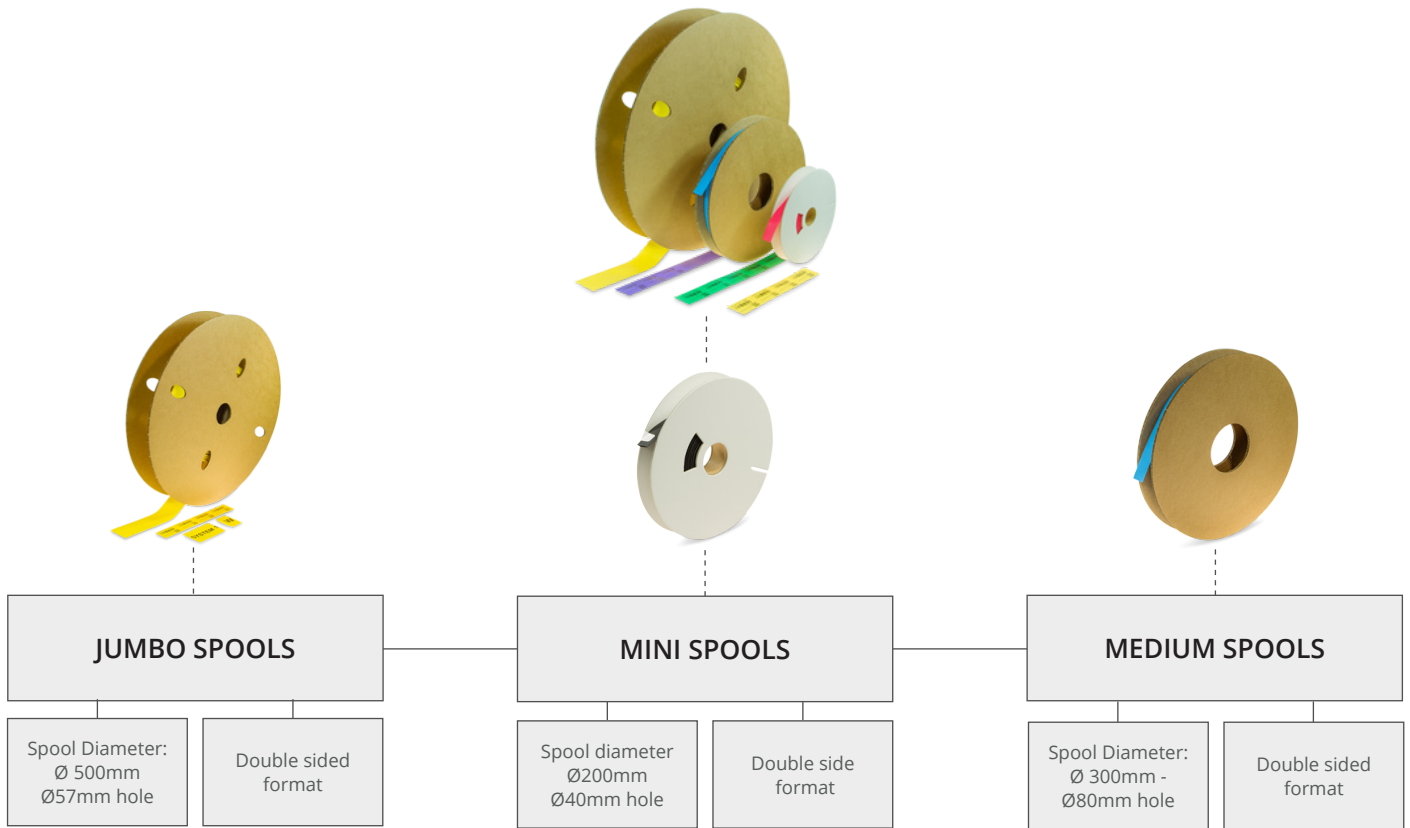 JUMBO SPOOLS
MINI SPOOLS
MEDIUM SPOOLS
Spool Diameter:
Ø 500mm
Ø57mm hole
Double sided
format
Spool diameter
Ø200mm
Ø40mm hole
Double side
format
Spool Diameter:
Ø 300mm -
Ø80mm hole
Double sided
format